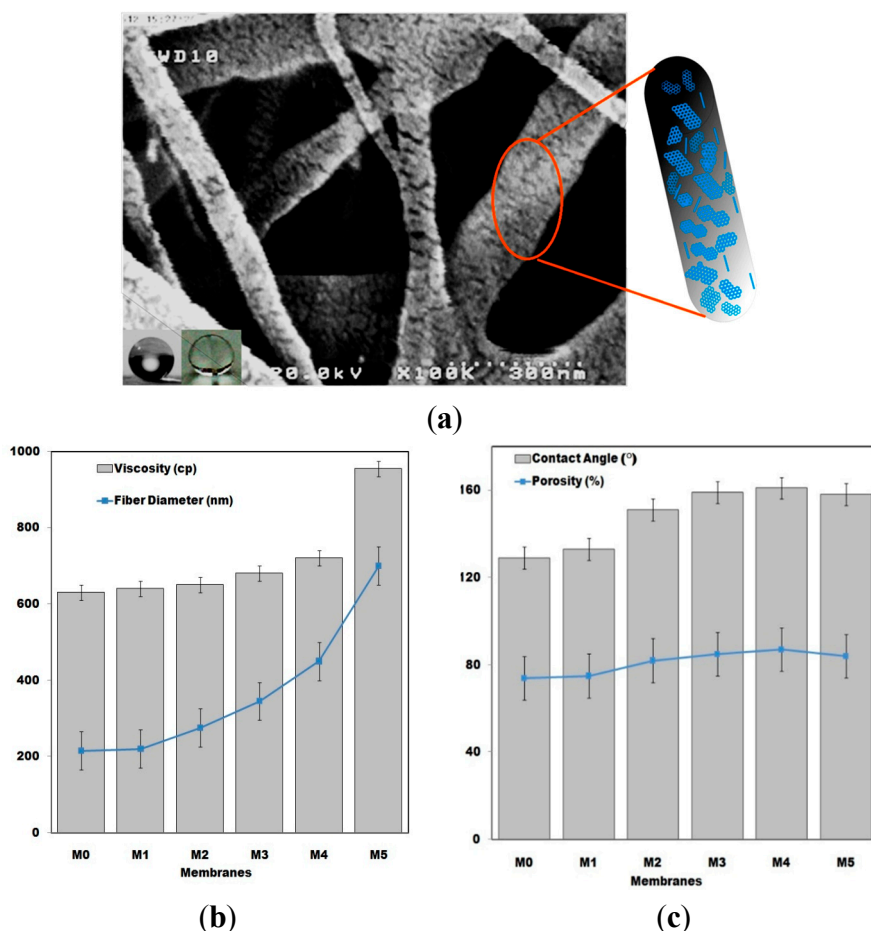 WD10
20.0kV X100K 300nm
(a)
1000
800
600
400
200
0
Viscosity (cp)
Fiber Diameter (nm)
M0 M1 M2 M3 M4 M5
Membranes
(b)
160
120
80
40
0
Contact Angle (°)
Porosity (%)
M0 M1 M2 M3 M4 M5
Membranes
(c)